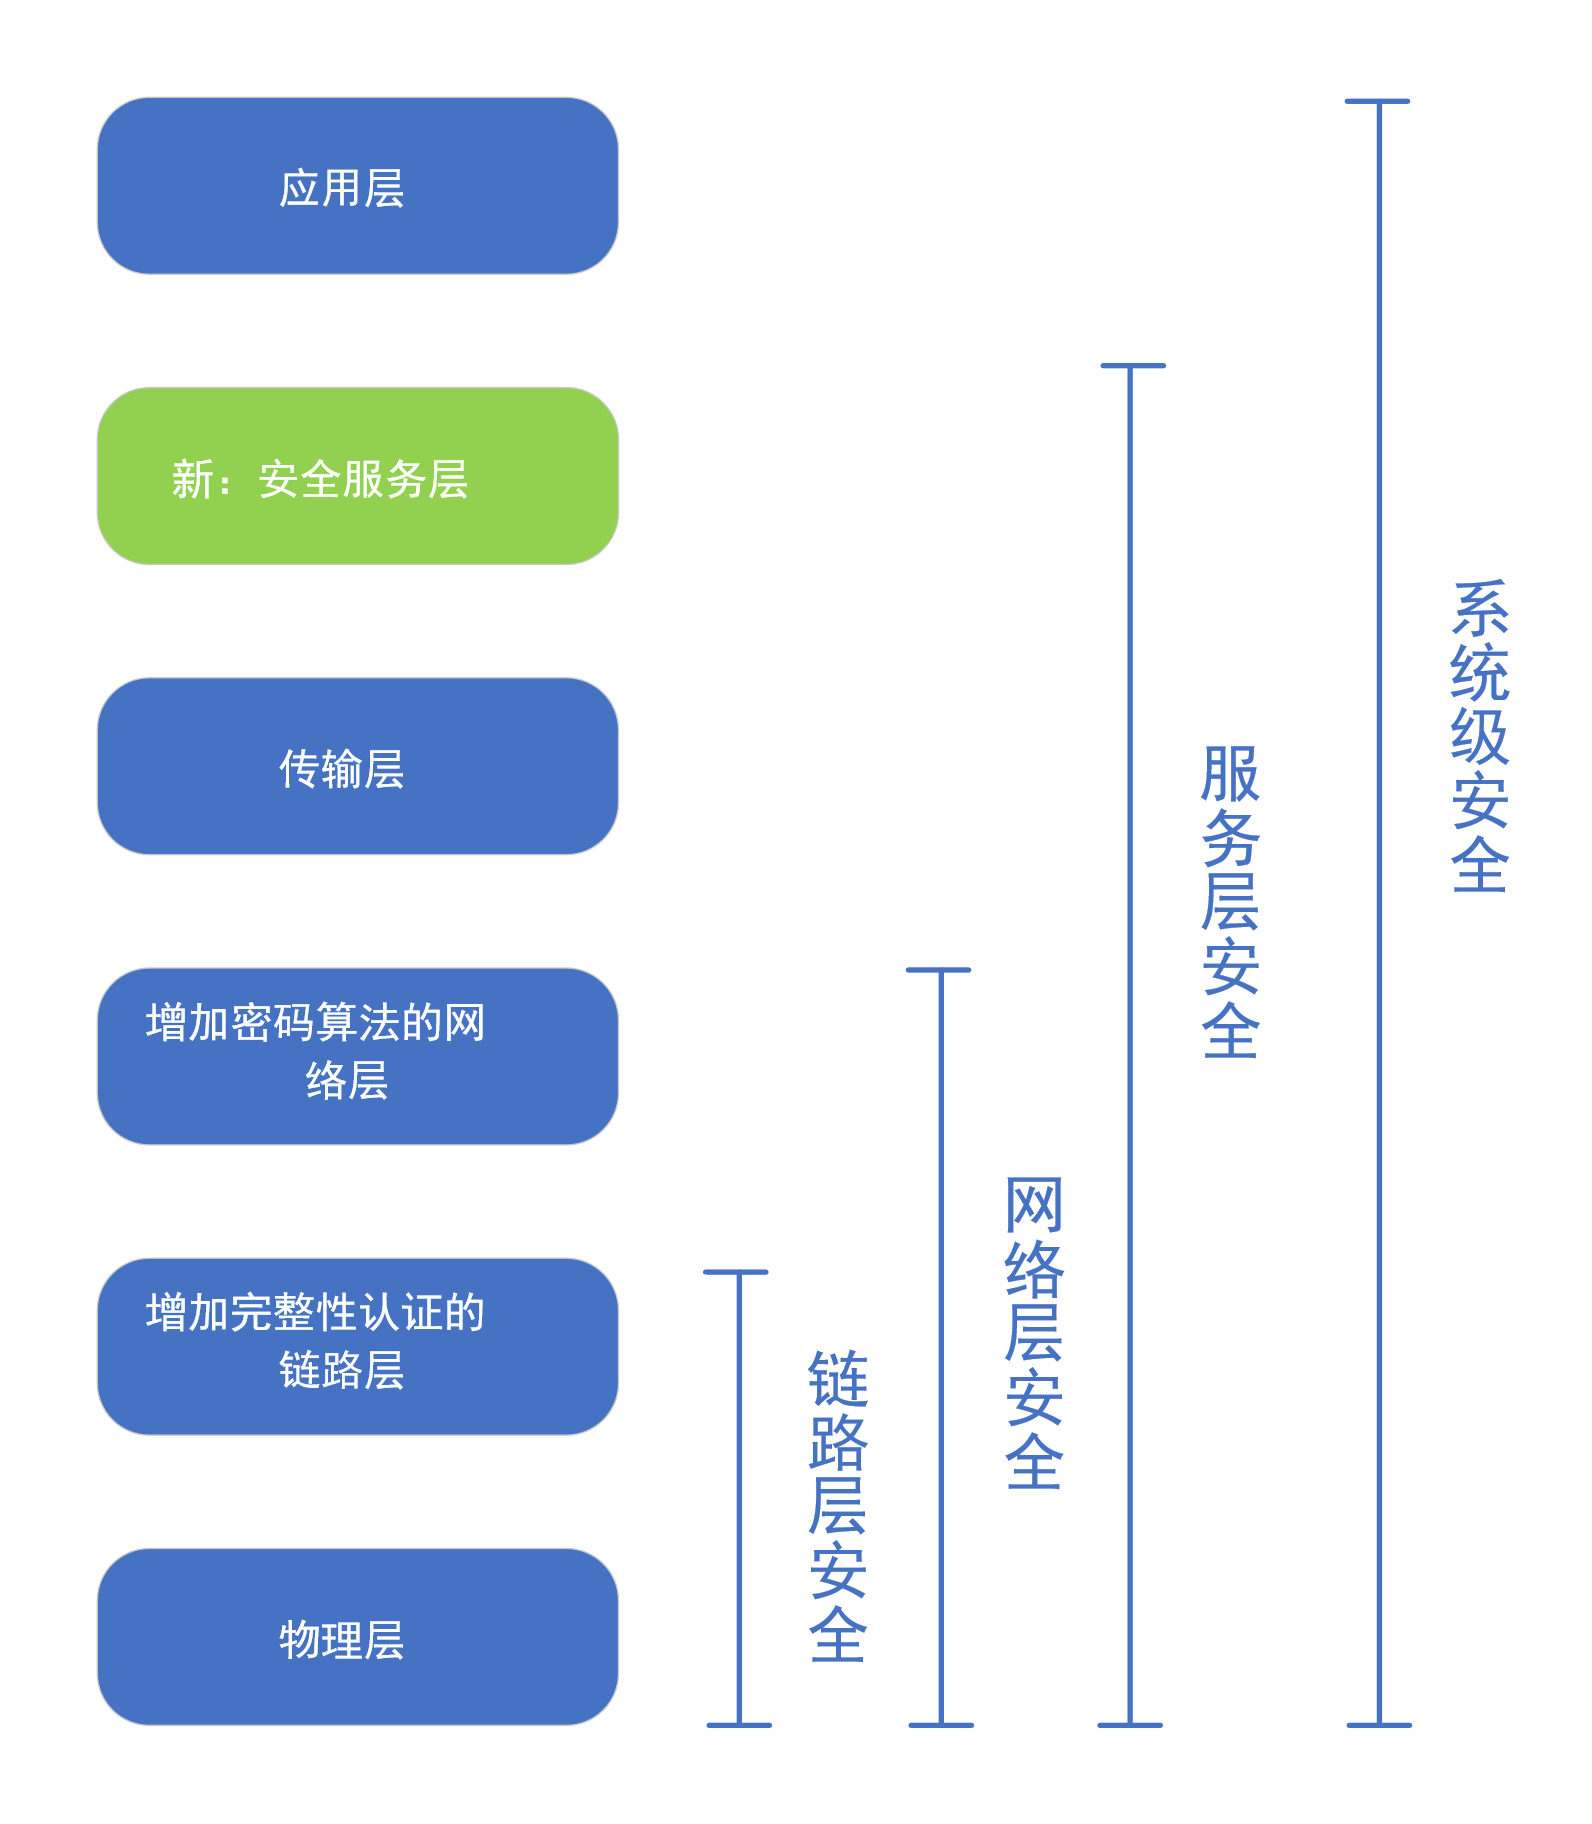 应用层
新：安全服务层
传输层
增加密码算法的网
络层
增加完整性认证的
链路层
物理层
链路层安全
网络层安全
服务层安全
系统级安全